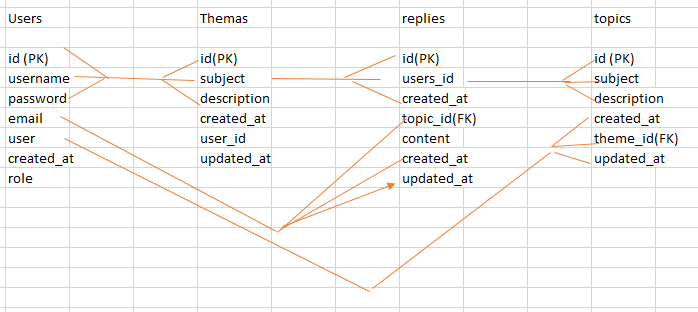 Users Themas replies topics
id (PK) id(PK) id(PK) id (PK)
username subject users_id subject
password description created_at description
email created_at topic_id(FK) created_at
user user_id content theme_id(FK)
created_at updated_at created_at updated_at
role updated_at